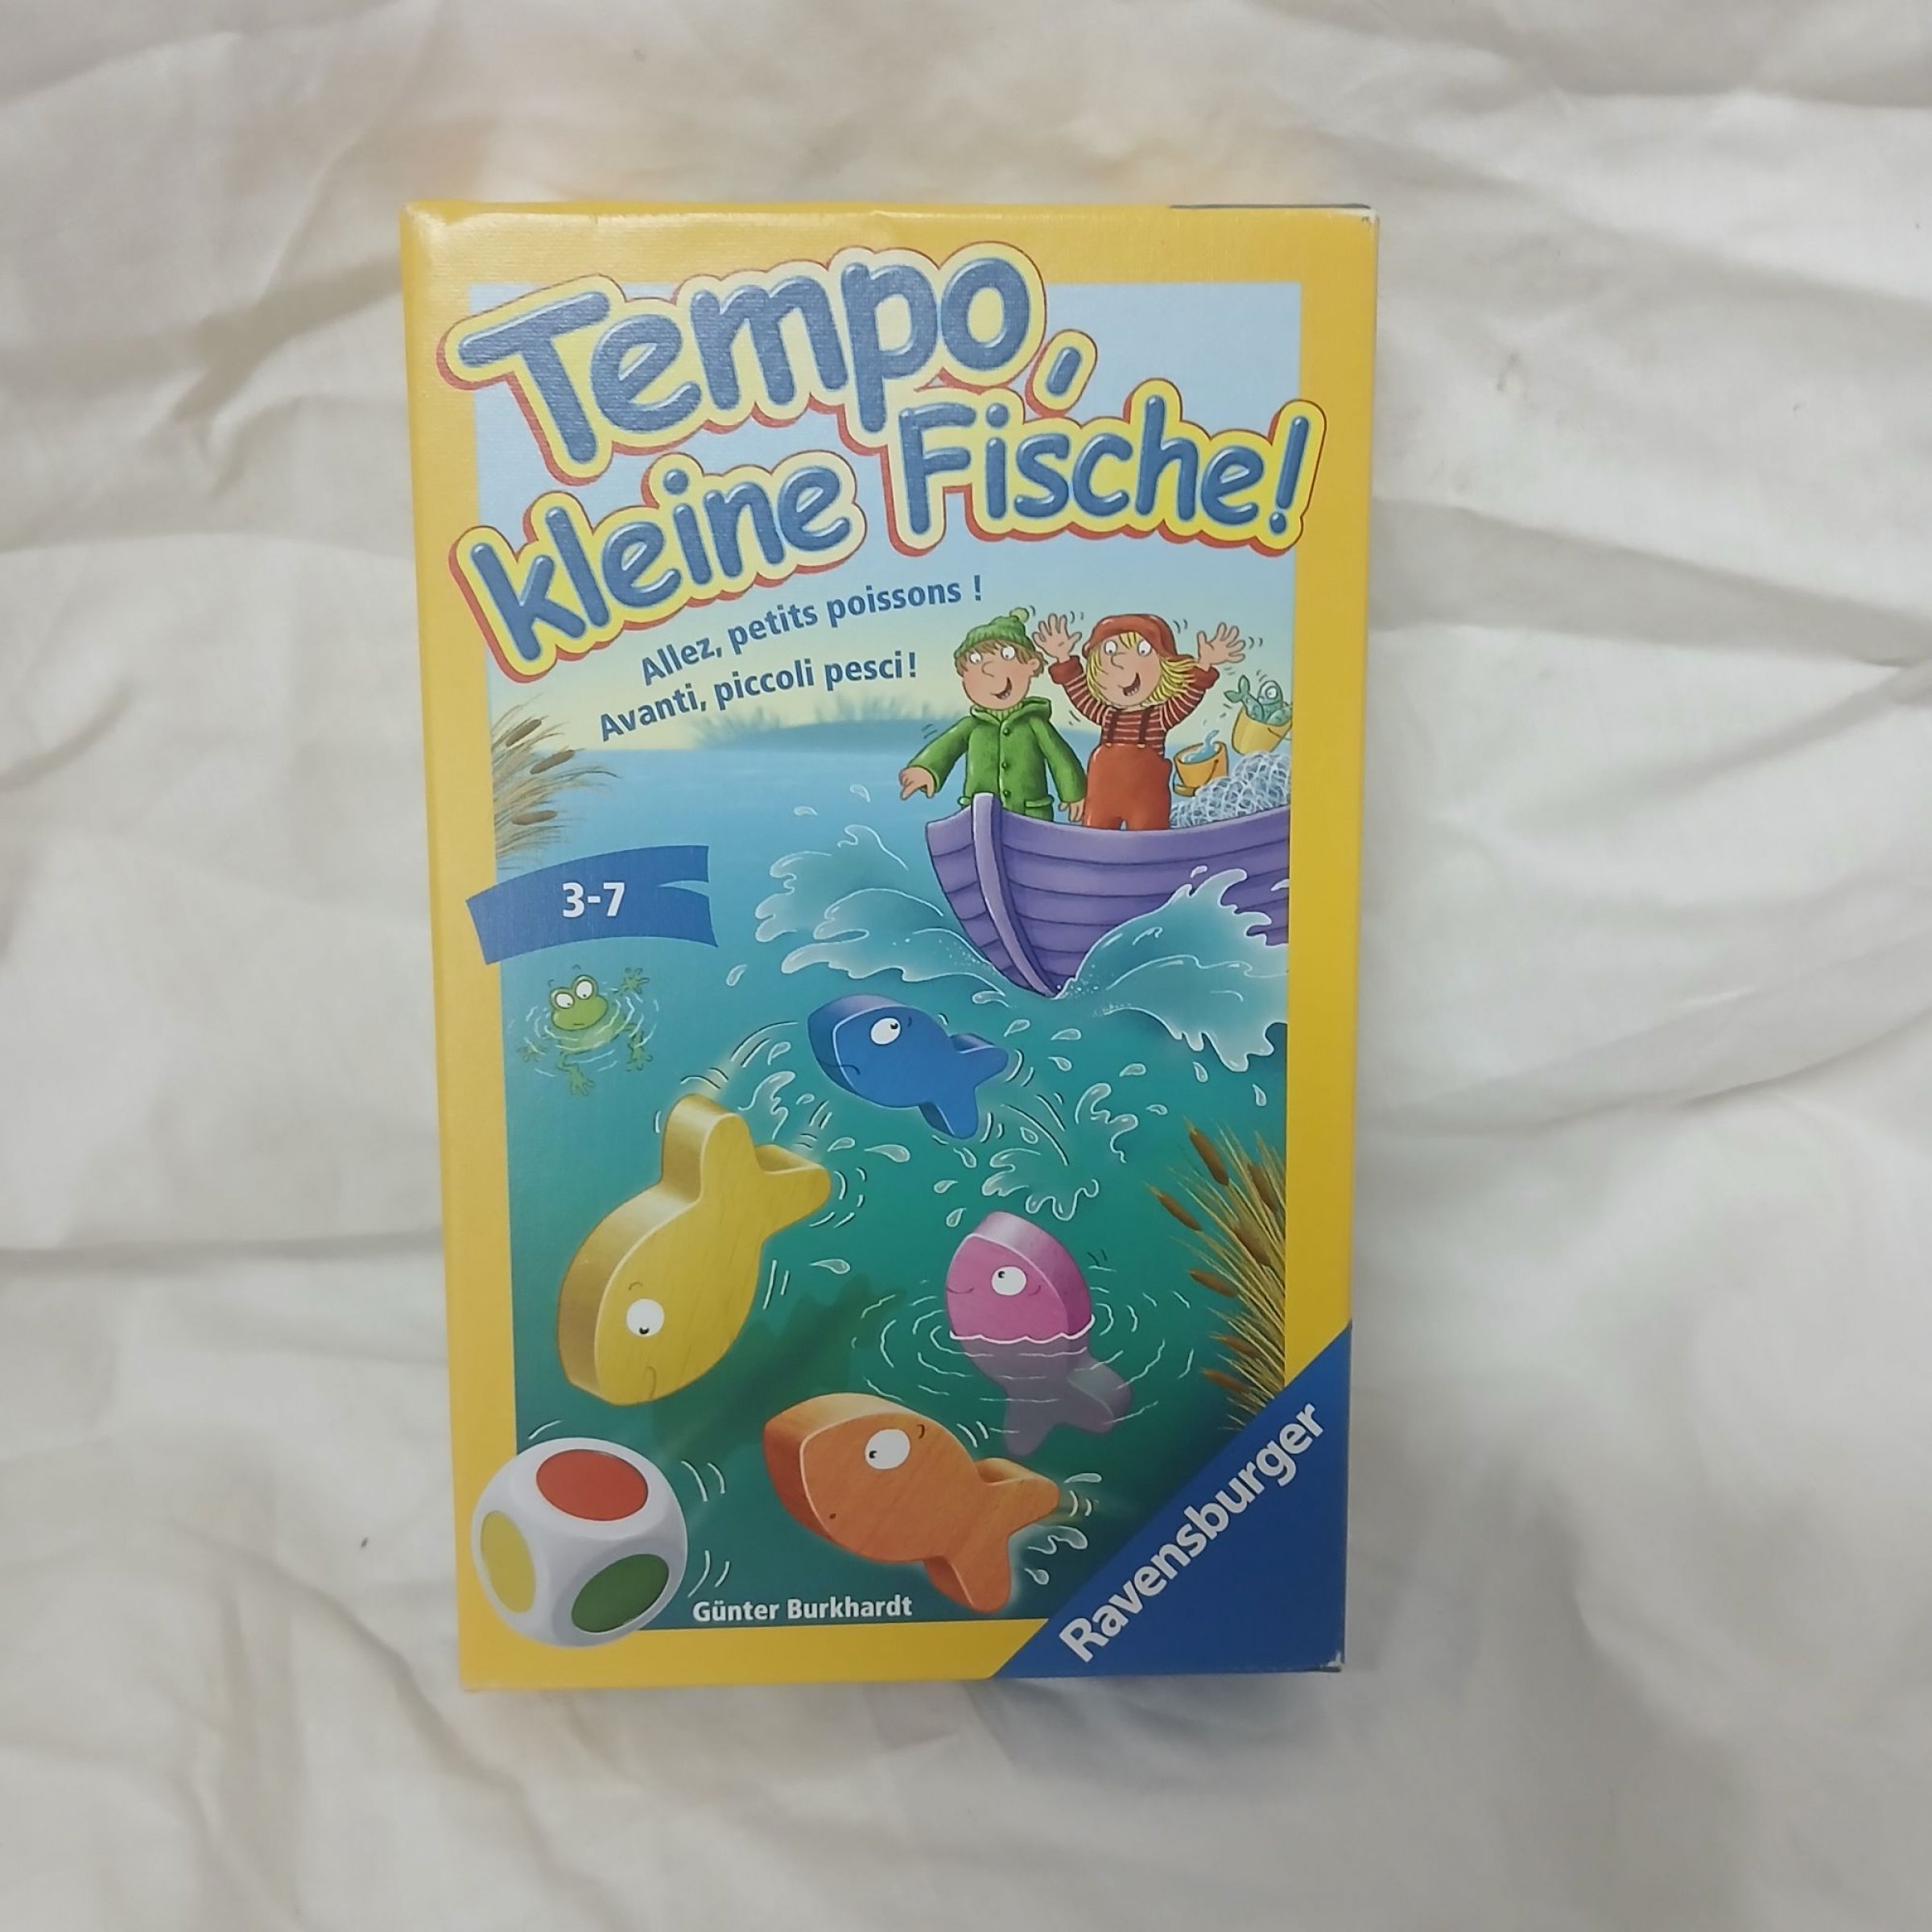 Tempo,
kleine Fische!
Allez, petits poissons !
Avanti, piccoli pesci!
3-7
Günter Burkhardt
Ravensburger